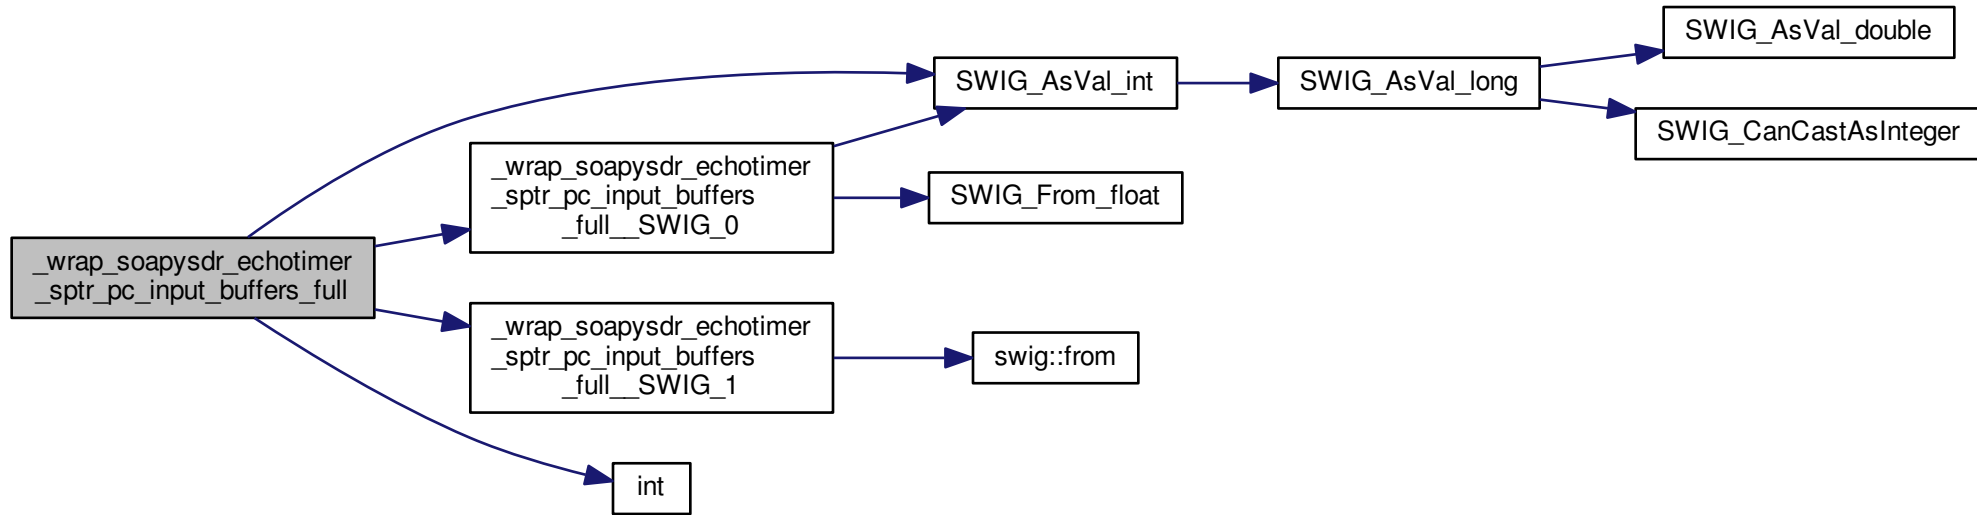 _wrap_soapysdr_echotimer
_sptr_pc_input_buffers_full
_wrap_soapysdr_echotimer
_sptr_pc_input_buffers
_full__SWIG_0
_wrap_soapysdr_echotimer
_sptr_pc_input_buffers
_full__SWIG_1
int
SWIG_AsVal_int
SWIG_From_float
swig::from
SWIG_AsVal_long
SWIG_AsVal_double
SWIG_CanCastAsInteger